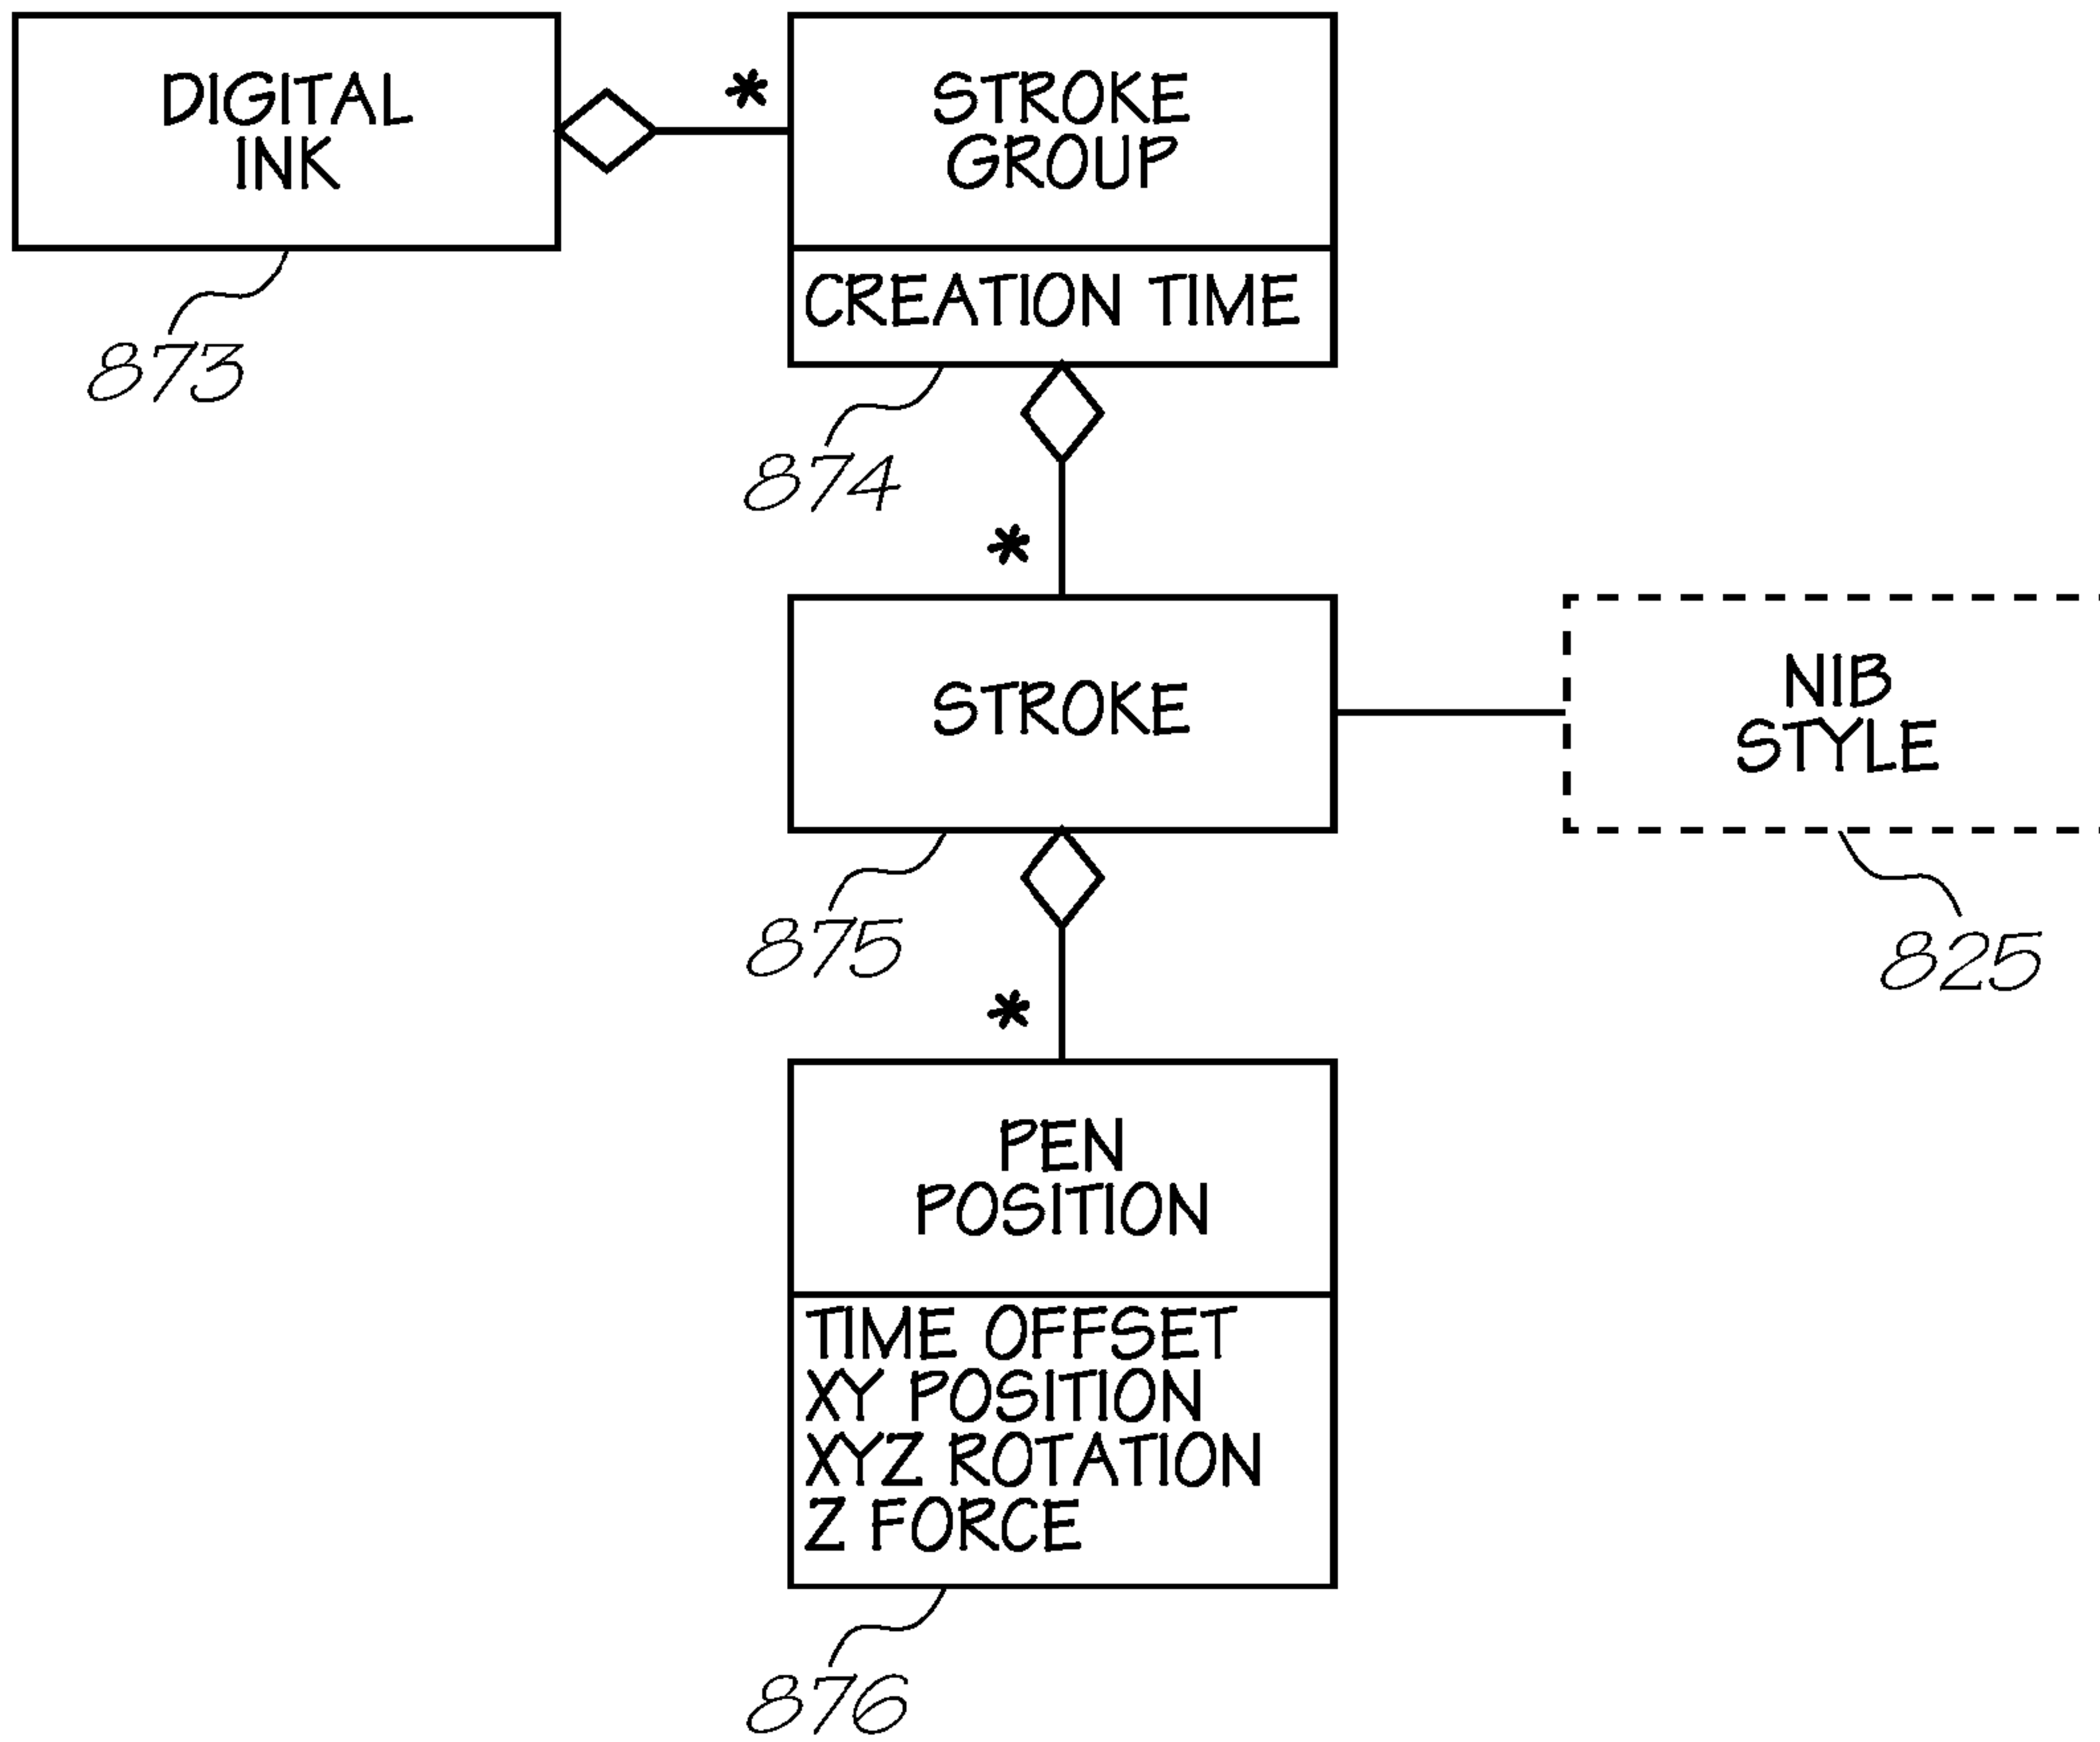 DIGITAL
INK
*
STROKE
GROUP
CREATION TIME
873
874
*
STROKE
NIB
STYLE
875
825
*
PEN
POSITION
TIME OFFSET
XY POSITION
XYZ ROTATION
Z FORCE
876